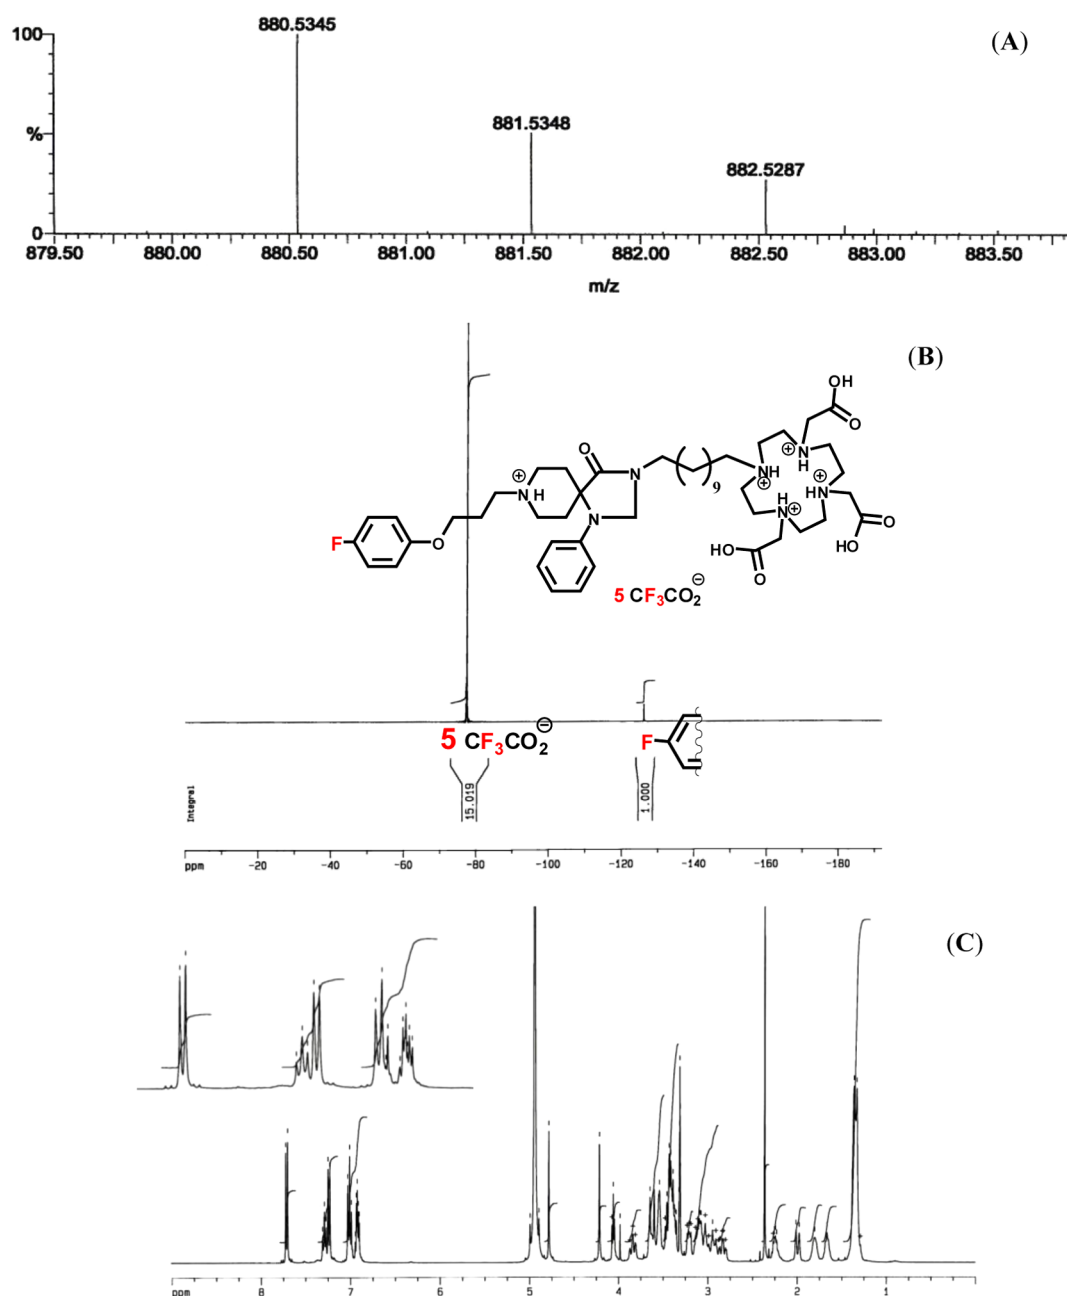 880.5345
(A)
100
881.5348
%
882.5287
0
879.50 880.00 880.50 881.00 881.50 882.00 882.50 883.00 883.50
m/z
(B)
OH
O
O
N
NH
HN
N
H
N
HN
O
HO
F
O
N
9
HO
O
O
5 CF3CO2⊖
5 CF3CO2⊖
F
Integral
15.019
1.000
ppm -20 -40 -60 -80 -100 -120 -140 -160 -180
(C)
ppm 8 7 6 5 4 3 2 1